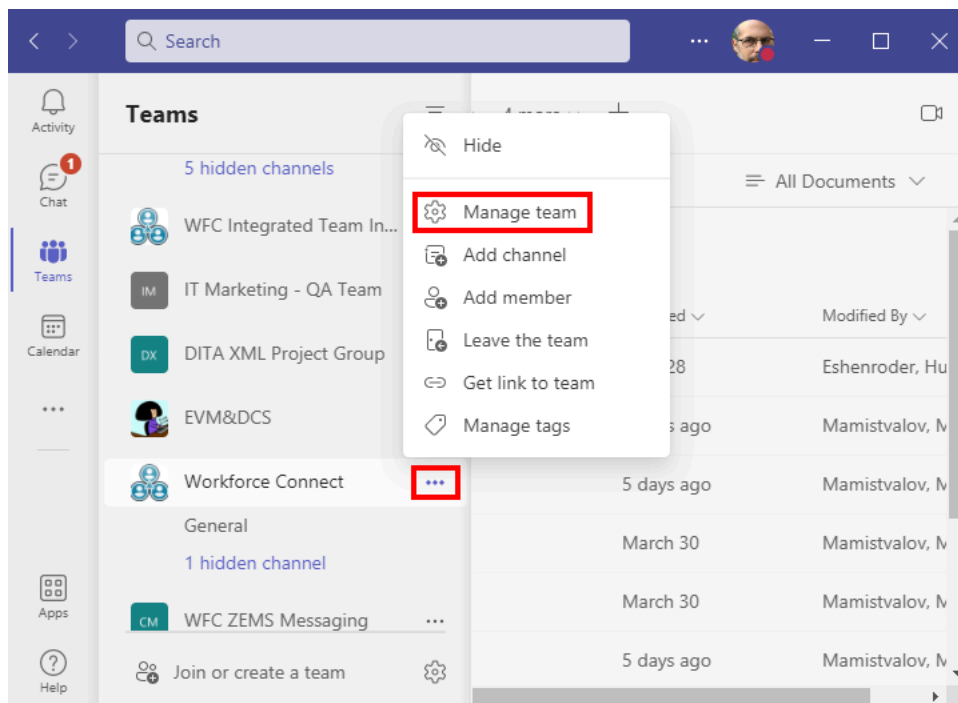 Search
Activity
Chat
1
Teams
Calendar
Apps
Help
Teams
5 hidden channels
WFC Integrated Team In...
IM
IT Marketing - QA Team
DX
DITA XML Project Group
EVM&DCS
Workforce Connect
General
1 hidden channel
CM
WFC ZEMS Messaging
Join or create a team
Hide
Manage team
Add channel
Add member
Leave the team
Get link to team
Manage tags
All Documents
ed
Modified By
28
Eshenroder, Hu
s ago
Mamistvalov, M
5 days ago
Mamistvalov, M
March 30
Mamistvalov, M
March 30
Mamistvalov, M
5 days ago
Mamistvalov, M